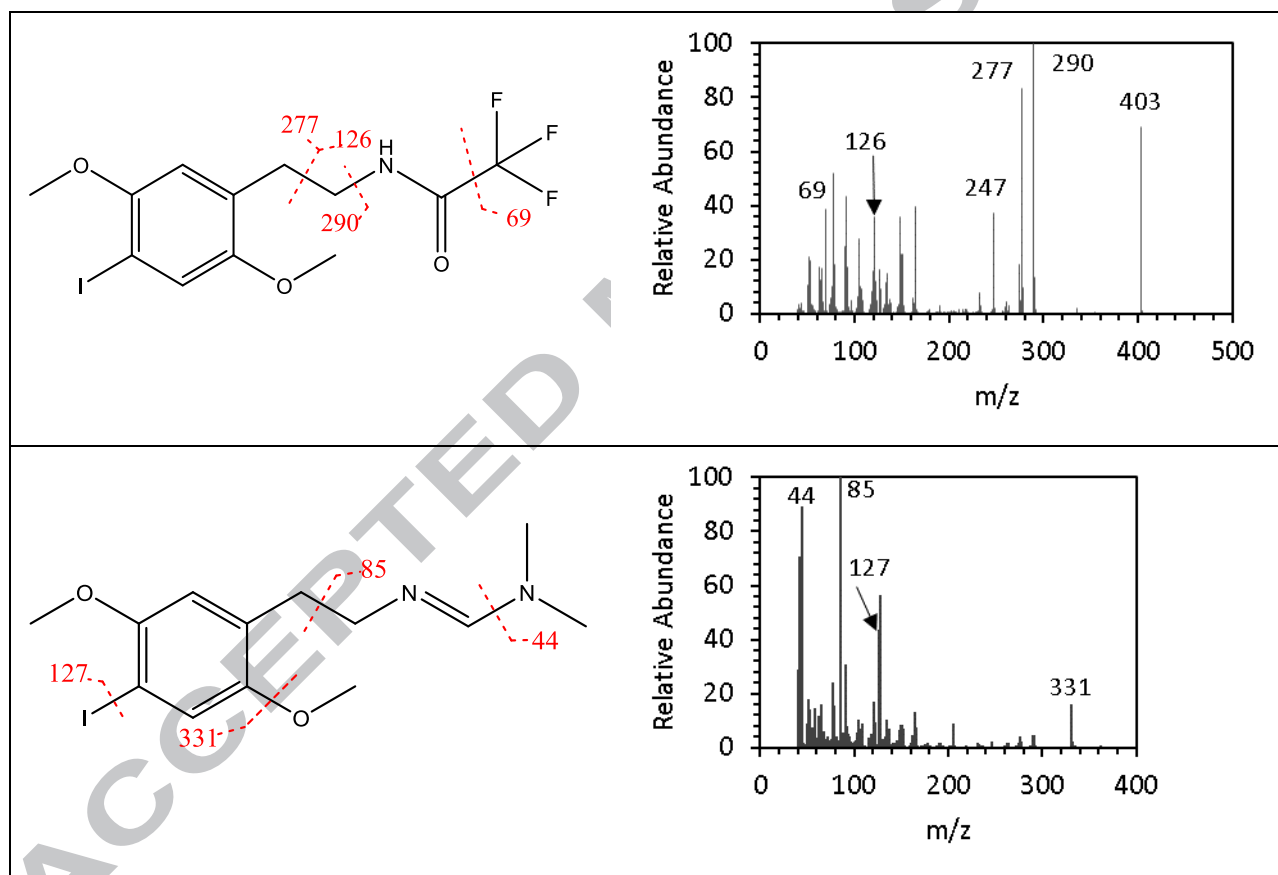 277
126
H
N
F
F
F
O
O
O
I
290
69
Relative Abundance
100
80
60
40
20
0
0 100 200 300 400 500
m/z
277
290
403
126
69
247
85
O
N
N
44
127
I
331
O
Relative Abundance
100
80
60
40
20
0
0 100 200 300 400
m/z
44
85
127
331
ACCEPTED